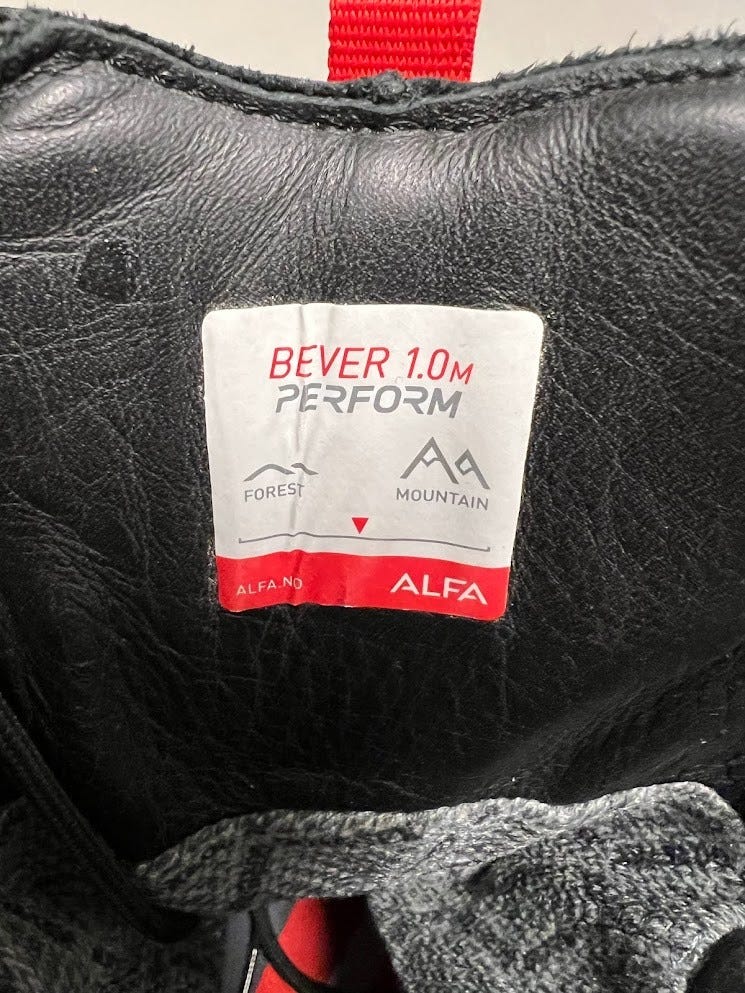 BEVER 1.0M
PERFORM
FOREST
MOUNTAIN
ALFA.NO
ALFA